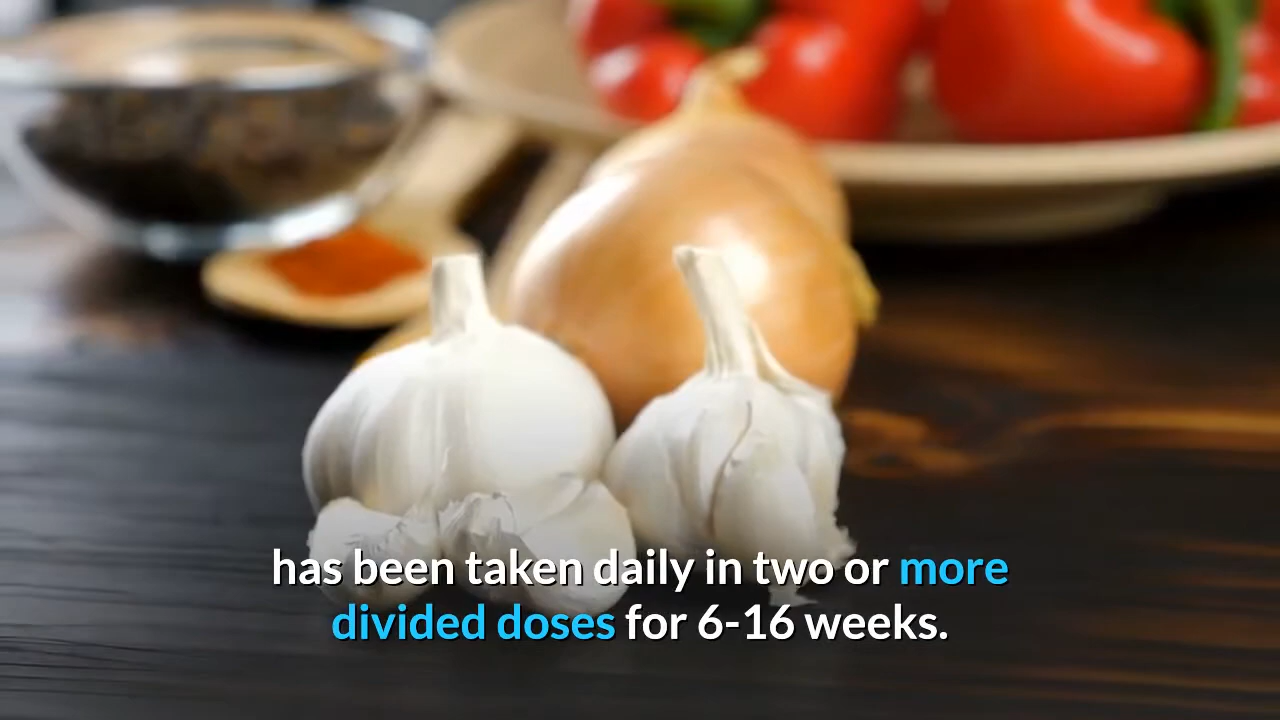 has been taken daily in two or more
divided doses for 6-16 weeks.